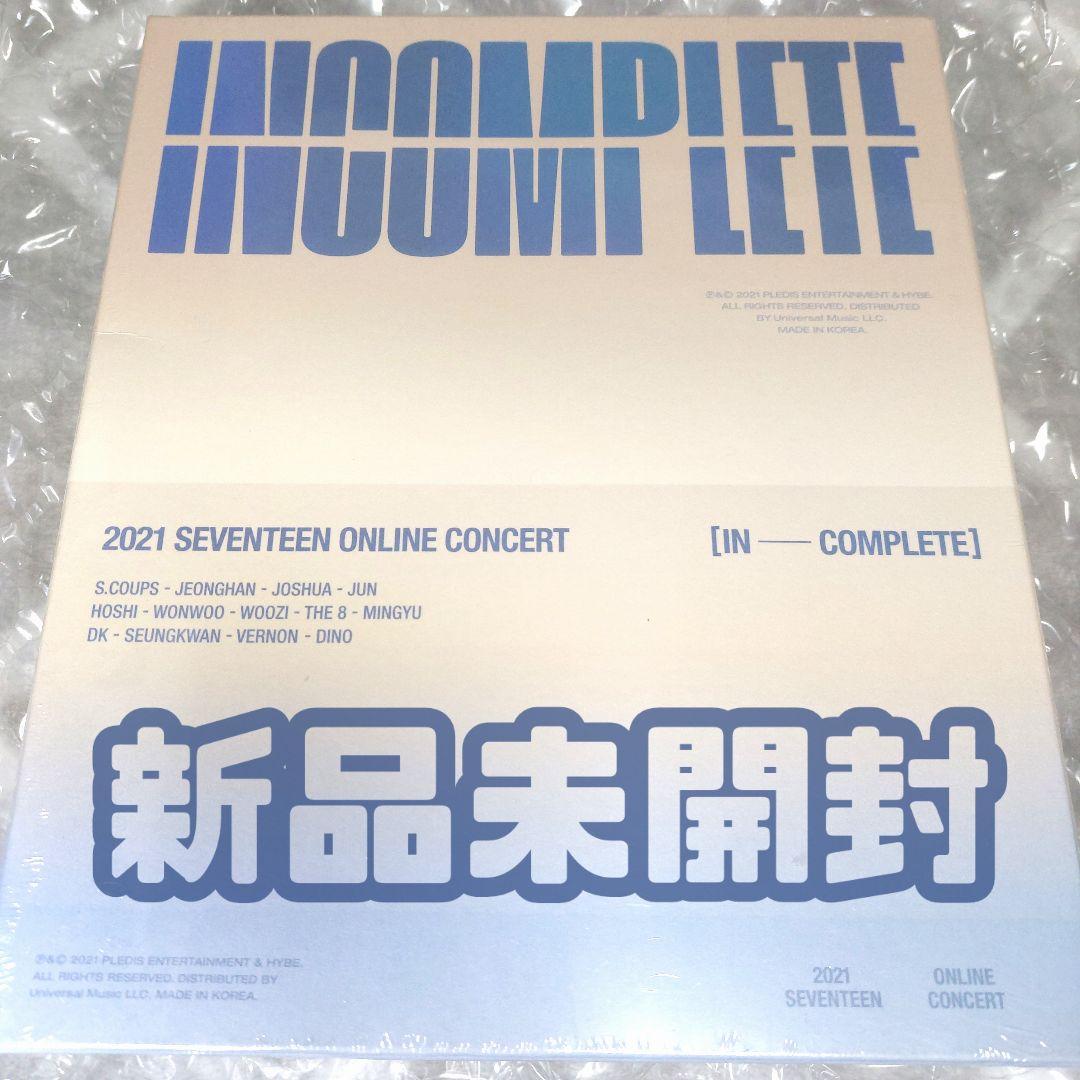 INCOMPLETE
INCOMPLETE
℗&© 2021 PLEDIS ENTERTAINMENT & HYBE.
ALL RIGHTS RESERVED. DISTRIBUTED
BY Universal Music LLC.
MADE IN KOREA.
2021 SEVENTEEN ONLINE CONCERT
[IN —— COMPLETE]
S.COUPS - JEONGHAN - JOSHUA - JUN
HOSHI - WONWOO - WOOZI - THE 8 - MINGYU
DK - SEUNGKWAN - VERNON - DINO
新品未開封
℗&© 2021 PLEDIS ENTERTAINMENT & HYBE.
ALL RIGHTS RESERVED. DISTRIBUTED BY
Universal Music LLC. MADE IN KOREA.
2021
SEVENTEEN
ONLINE
CONCERT